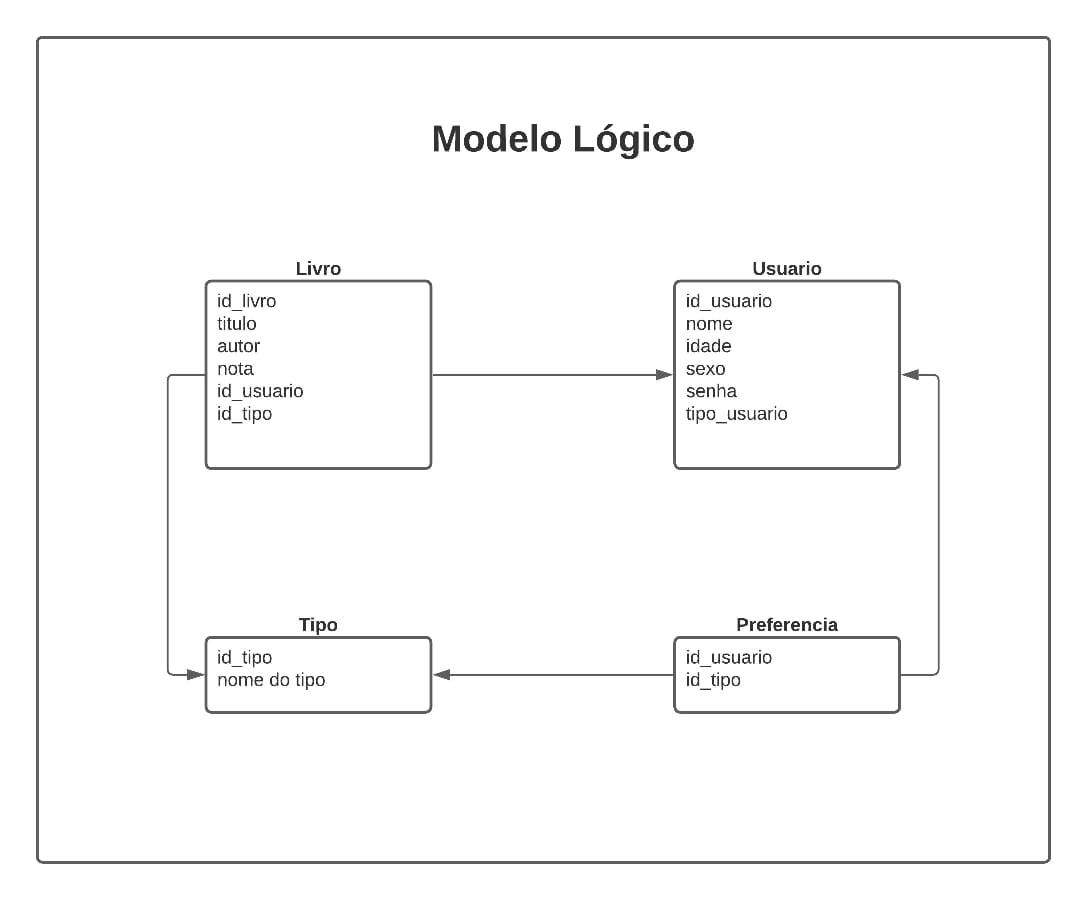 Modelo Lógico
Livro
id_livro
titulo
autor
nota
id_usuario
id_tipo
Usuario
id_usuario
nome
idade
sexo
senha
tipo_usuario
Tipo
id_tipo
nome do tipo
Preferencia
id_usuario
id_tipo